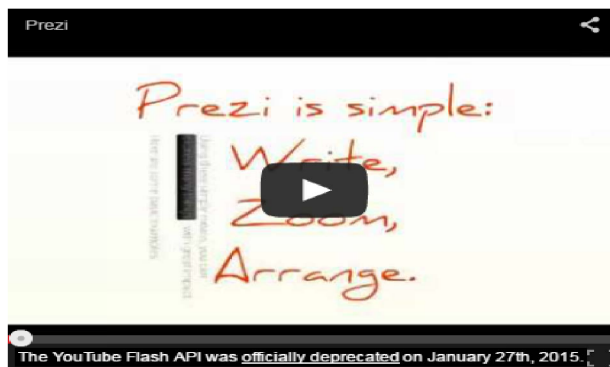 Prezi
Prezi is simple:
Write,
Zoom,
Arrange.
The YouTube Flash API was officially deprecated on January 27th, 2015.